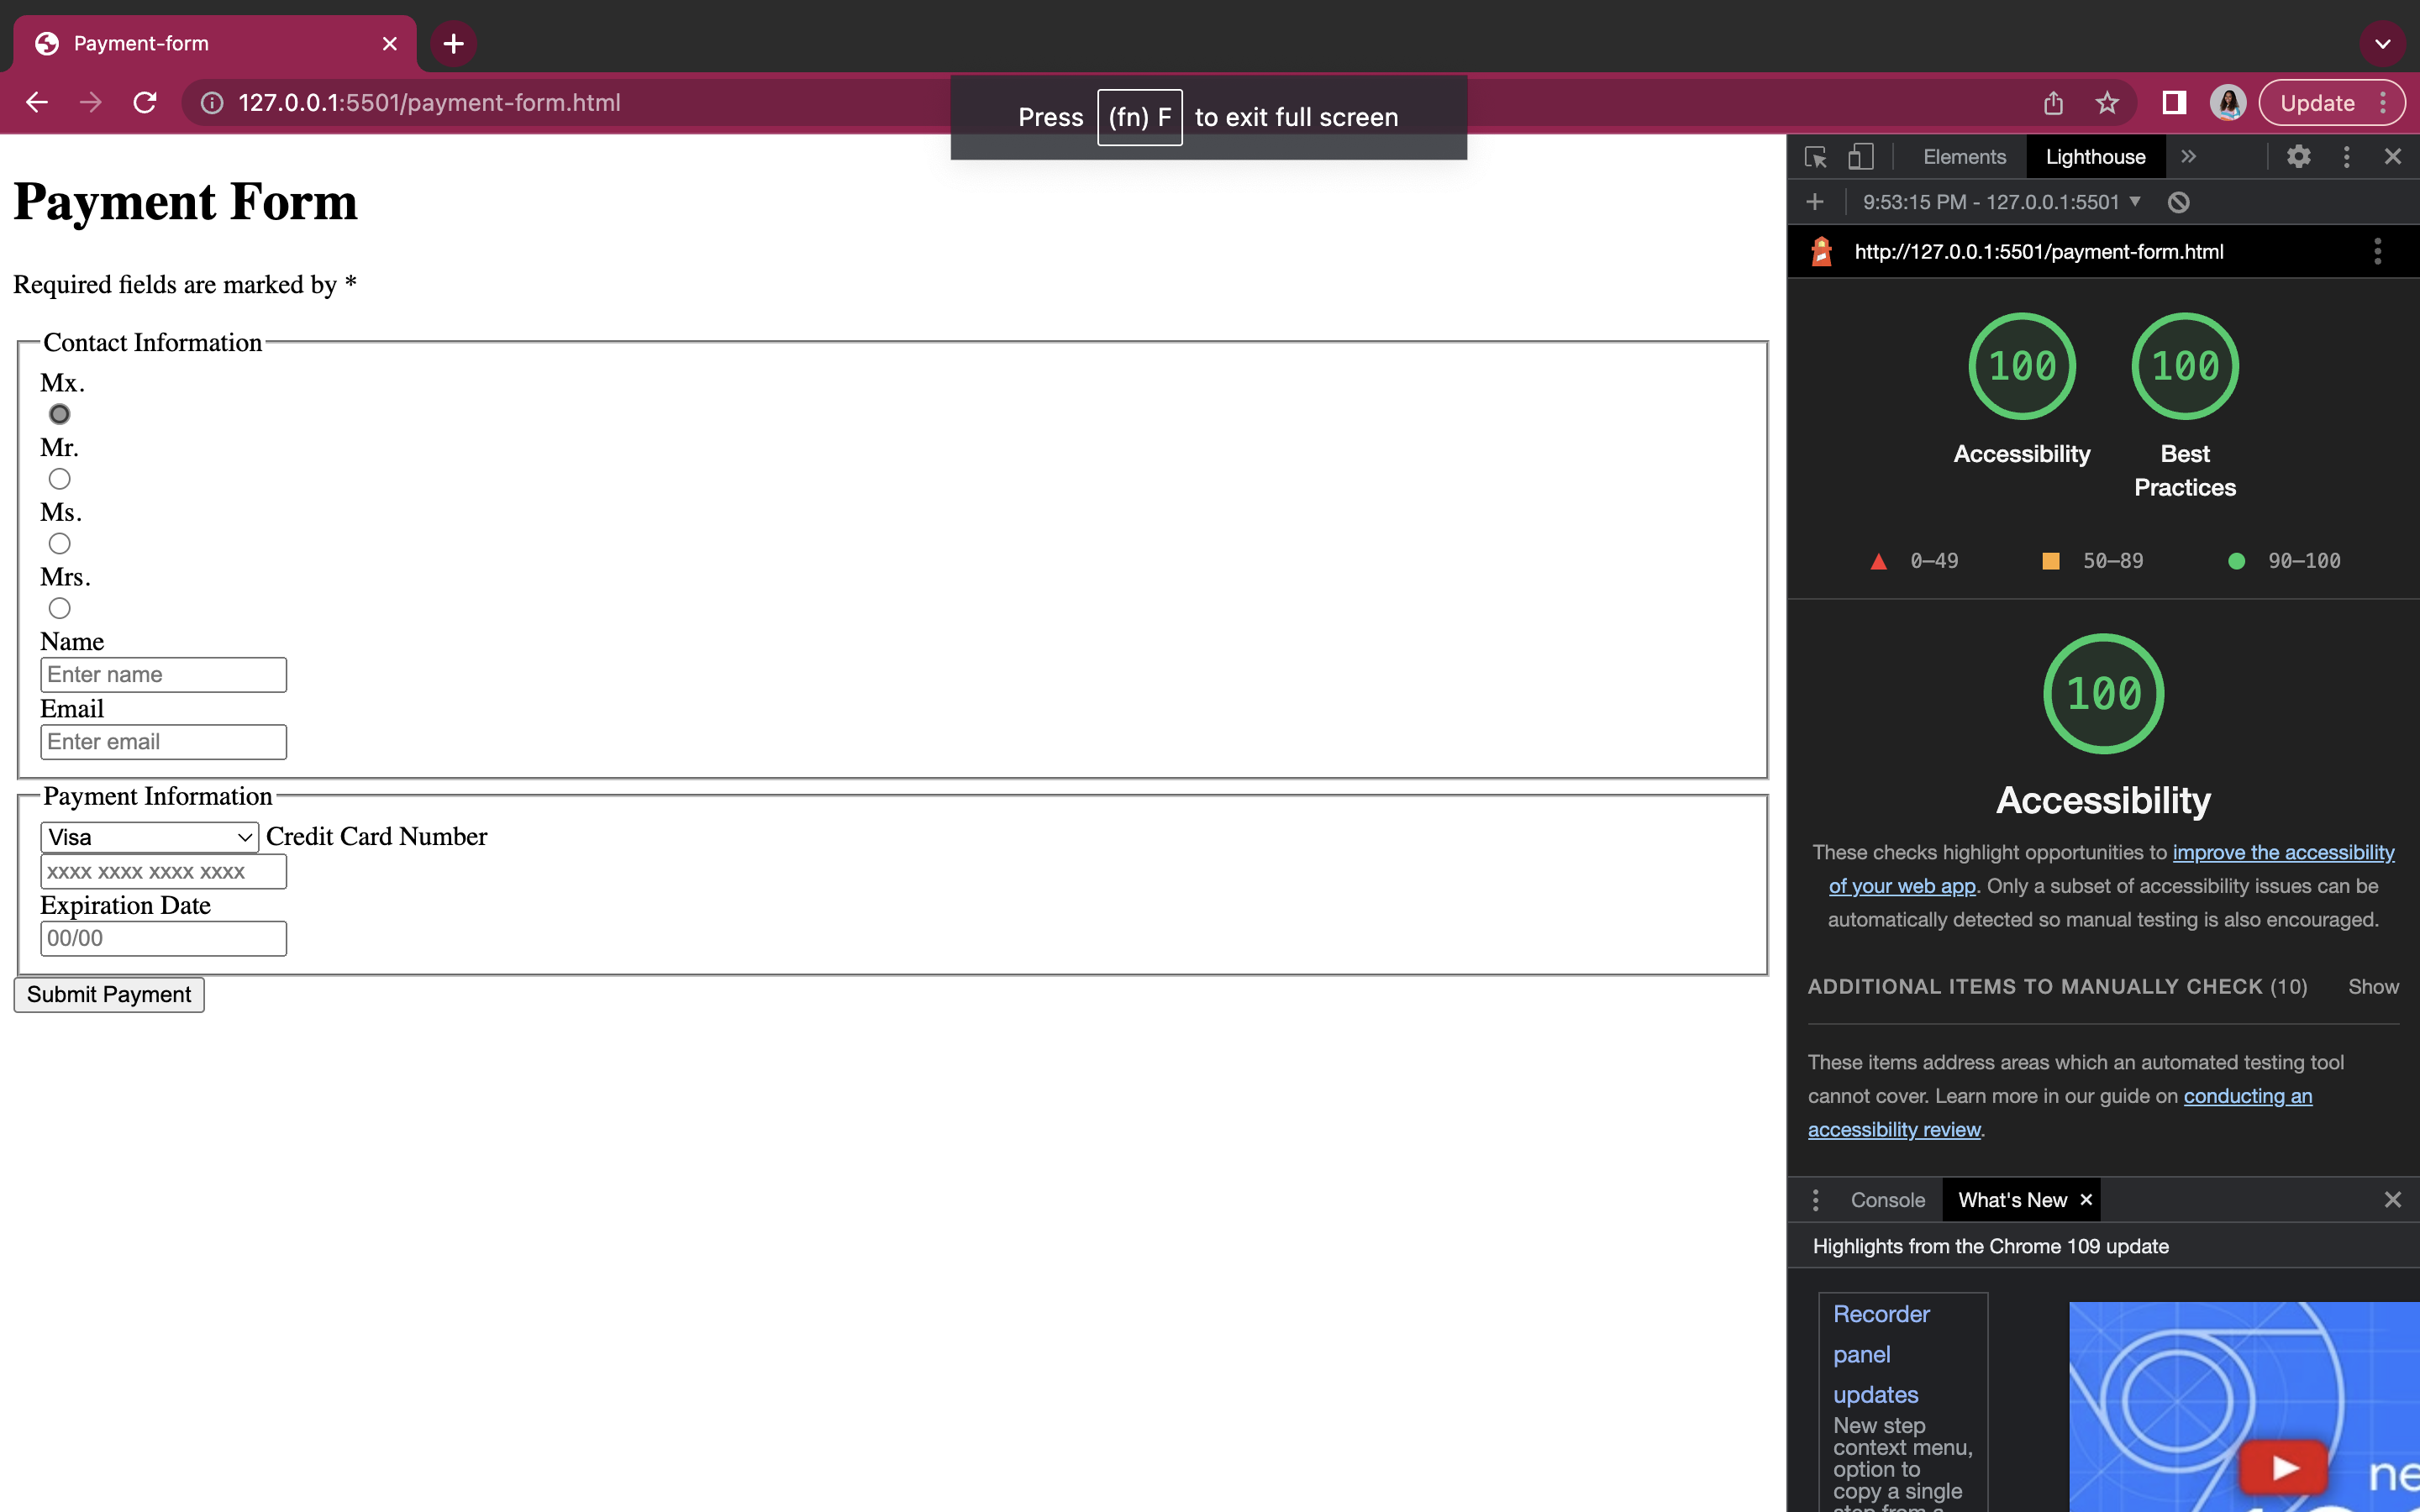 Payment-form
127.0.0.1:5501/payment-form.html
Press (fn) F to exit full screen
Update
Payment Form
Required fields are marked by *
Contact Information
Mx.
Mr.
Ms.
Mrs.
Name
Enter name
Email
Enter email
Payment Information
Visa Credit Card Number
xxxx xxxx xxxx xxxx
Expiration Date
00/00
Submit Payment
Elements Lighthouse
9:53:15 PM - 127.0.0.1:5501
http://127.0.0.1:5501/payment-form.html
100 100
Accessibility Best
Practices
0–49 50–89 90–100
100
Accessibility
These checks highlight opportunities to improve the accessibility
of your web app. Only a subset of accessibility issues can be
automatically detected so manual testing is also encouraged.
ADDITIONAL ITEMS TO MANUALLY CHECK (10) Show
These items address areas which an automated testing tool
cannot cover. Learn more in our guide on conducting an
accessibility review.
Console What's New
Highlights from the Chrome 109 update
Recorder
panel
updates
New step
context menu,
option to
copy a single
step from a
ne